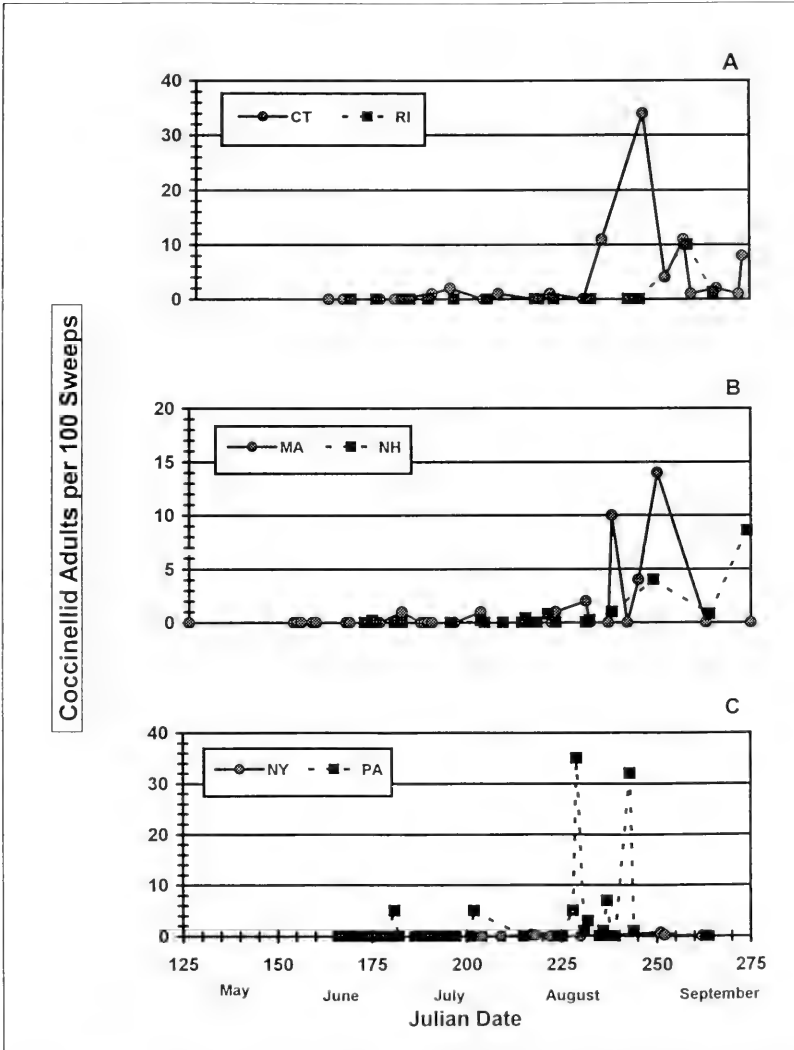 A
40
30
20
10
0
CT RI
B
20
15
10
5
0
MA NH
Coccinellid Adults per 100 Sweeps
C
40
30
20
10
0
NY PA
125 175 200 225 250 275
May June July August September
Julian Date